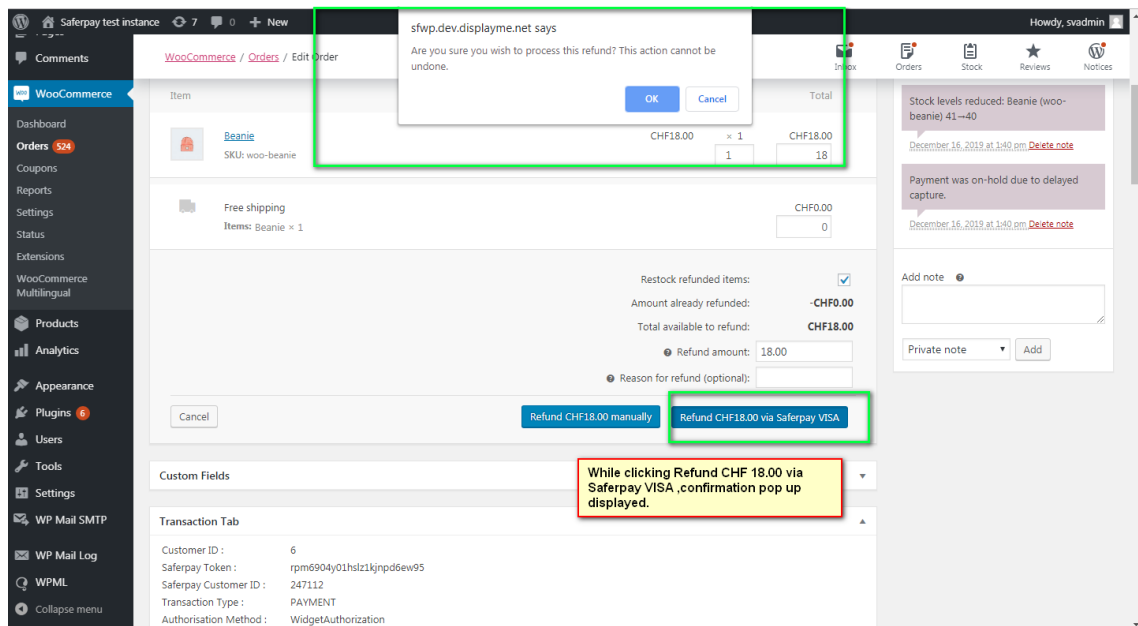 Saferpay test instance 7 0 + New
Howdy, svadmin
sfwp.dev.displayme.net says
Are you sure you wish to process this refund? This action cannot be
undone.
OK Cancel
Comments
WooCommerce
Dashboard
Orders 524
Coupons
Reports
Settings
Status
Extensions
WooCommerce
Multilingual
Products
Analytics
Appearance
Plugins 6
Users
Tools
Settings
WP Mail SMTP
WP Mail Log
WPML
Collapse menu
WooCommerce / Orders / Edit Order
Inbox
Orders
Stock
Reviews
Notices
Item
Total
Beanie
CHF18.00 × 1 CHF18.00
SKU: woo-beanie
1 18
Free shipping
CHF0.00
Items: Beanie × 1
0
Restock refunded items:
Amount already refunded: -CHF0.00
Total available to refund: CHF18.00
Refund amount: 18.00
Reason for refund (optional):
Cancel
Refund CHF18.00 manually
Refund CHF18.00 via Saferpay VISA
While clicking Refund CHF 18.00 via
Saferpay VISA ,confirmation pop up
displayed.
Custom Fields
Transaction Tab
Customer ID : 6
Saferpay Token : rpm6904y01hslz1kjnpd6ew95
Saferpay Customer ID : 247112
Transaction Type : PAYMENT
Authorisation Method : WidgetAuthorization
Stock levels reduced: Beanie (woo-
beanie) 41→40
December 16, 2019 at 1:40 pm Delete note
Payment was on-hold due to delayed
capture.
December 16, 2019 at 1:40 pm Delete note
Add note
Private note
Add